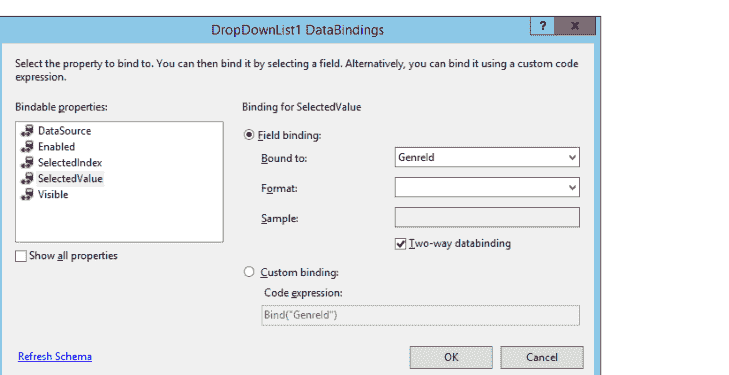 DropDownList1 DataBindings
? x
Select the property to bind to. You can then bind it by selecting a field. Alternatively, you can bind it using a custom code
expression.
Bindable properties:
Binding for SelectedValue
DataSource
Enabled
SelectedIndex
SelectedValue
Visible
Show all properties
Field binding:
Bound to:
GenreId
Format:
Sample:
Two-way databinding
Custom binding:
Code expression:
Bind("GenreId")
Refresh Schema
OK
Cancel